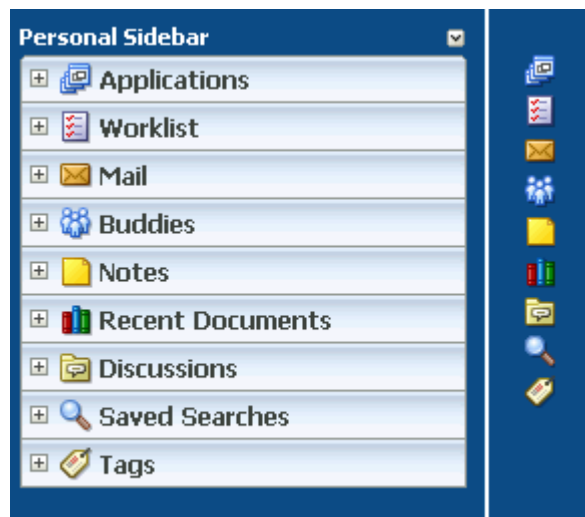 Personal Sidebar
Applications
Worklist
Mail
Buddies
Notes
Recent Documents
Discussions
Saved Searches
Tags